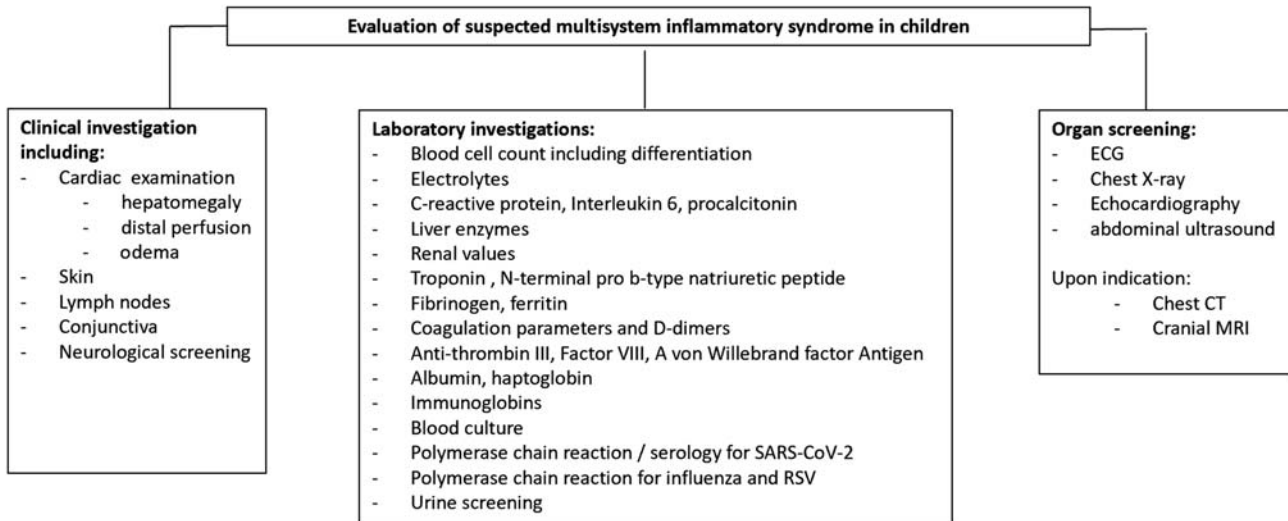 Evaluation of suspected multisystem inflammatory syndrome in children
Clinical investigation
including:
- Cardiac examination
- hepatomegaly
- distal perfusion
- odema
- Skin
- Lymph nodes
- Conjunctiva
- Neurological screening
Laboratory investigations:
- Blood cell count including differentiation
- Electrolytes
- C-reactive protein, Interleukin 6, procalcitonin
- Liver enzymes
- Renal values
- Troponin , N-terminal pro b-type natriuretic peptide
- Fibrinogen, ferritin
- Coagulation parameters and D-dimers
- Anti-thrombin III, Factor VIII, A von Willebrand factor Antigen
- Albumin, haptoglobin
- Immunoglobins
- Blood culture
- Polymerase chain reaction / serology for SARS-CoV-2
- Polymerase chain reaction for influenza and RSV
- Urine screening
Organ screening:
- ECG
- Chest X-ray
- Echocardiography
- abdominal ultrasound
Upon indication:
- Chest CT
- Cranial MRI